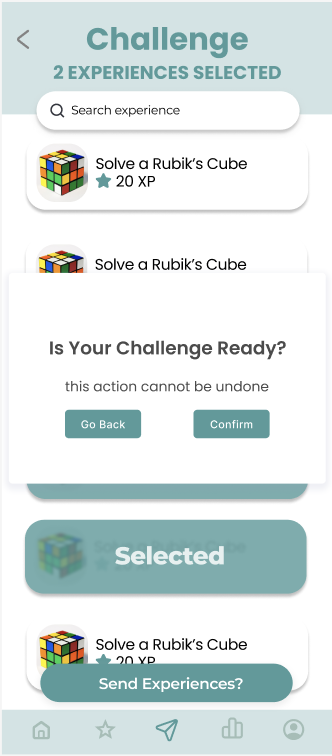 Challenge
2 EXPERIENCES SELECTED
Search experience
Solve a Rubik's Cube
20 XP
Solve a Rubik's Cube
Is Your Challenge Ready?
this action cannot be undone
Go Back
Confirm
Selected
Solve a Rubik's Cube
20 XP
Send Experiences?